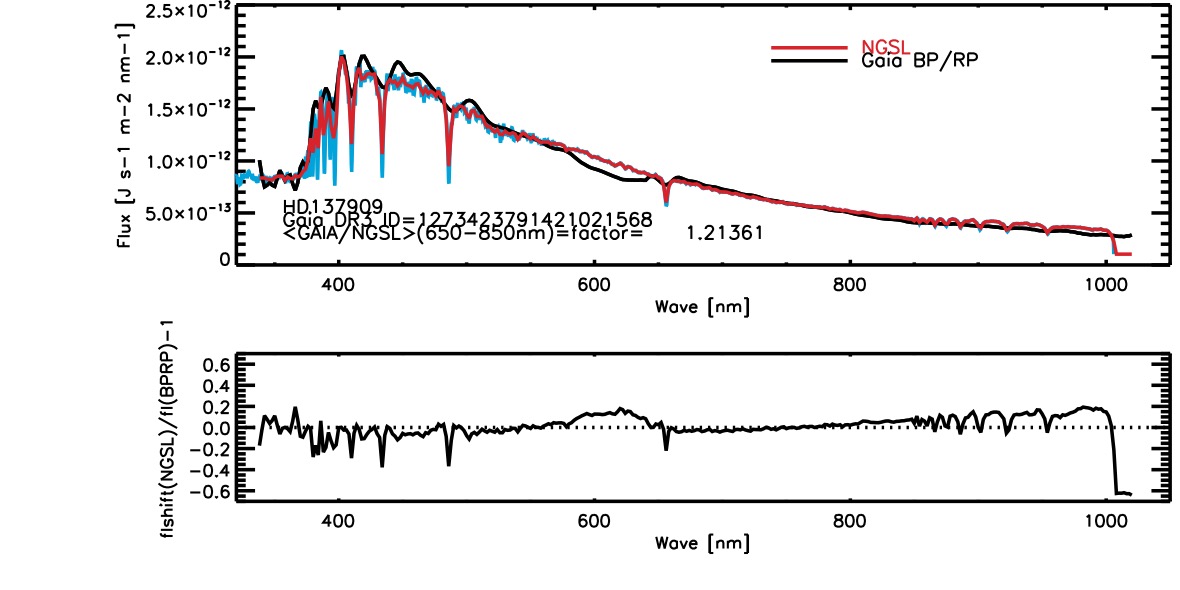 2.5×10−12
2.0×10−12
1.5×10−12
1.0×10−12
5.0×10−13
0
Flux [J s−1 m−2 nm−1]
NGSL
Gaia BP/RP
HD137909
Gaia DR3 ID=1273423791421021568
<GAIA/NGSL>(650−850nm)=factor= 1.21361
400 600 800 1000
Wave [nm]
0.6
0.4
0.2
0.0
−0.2
−0.4
−0.6
flshift(NGSL)/fl(BPRP)−1
400 600 800 1000
Wave [nm]